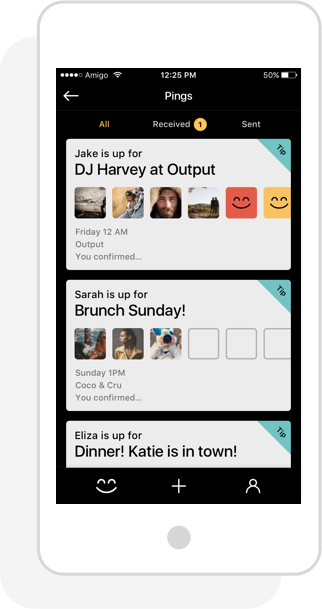 Amigo 12:25 PM 50%
Pings
All Received 1 Sent
Tip
Jake is up for
DJ Harvey at Output
Friday 12 AM
Output
You confirmed...
Tip
Sarah is up for
Brunch Sunday!
Sunday 1PM
Coco & Cru
You confirmed...
Tip
Eliza is up for
Dinner! Katie is in town!